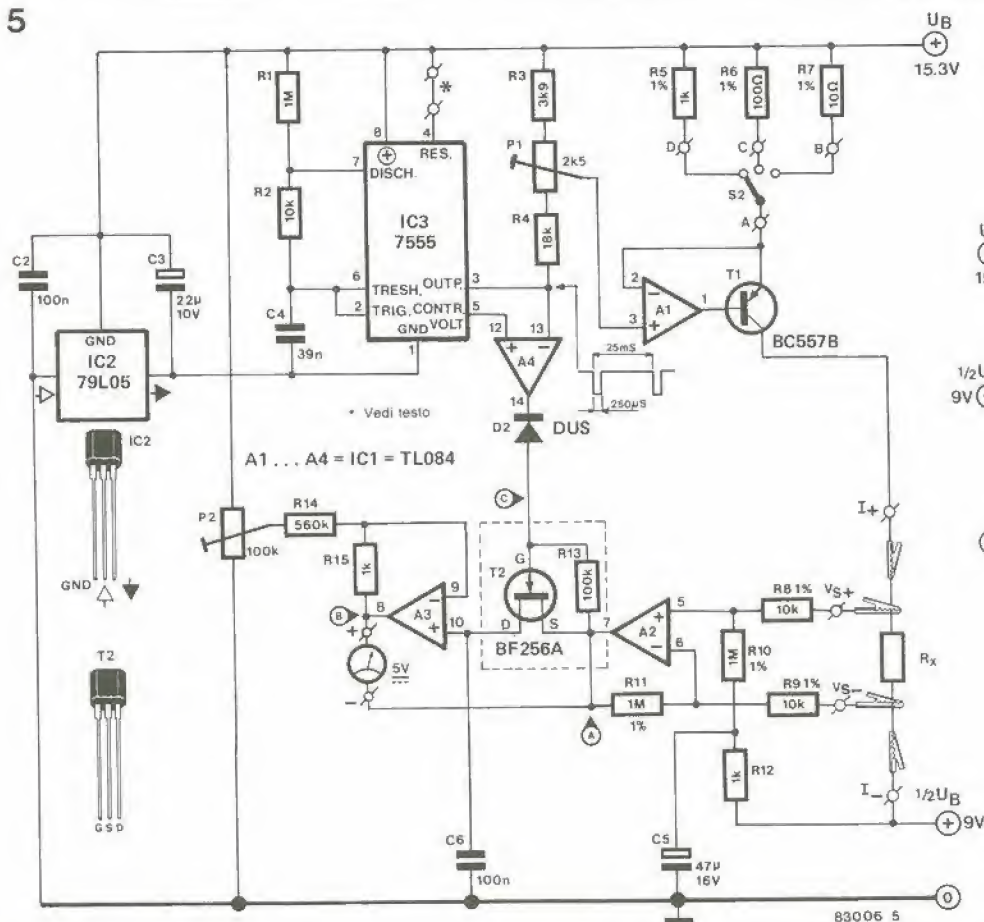 5
UB
+
15.3V
R1
1M
*
R3
3k9
R5
1%
1k
R6
1%
100Ω
R7
1%
10Ω
8
4
+
RES.
7
DISCH.
P1
2k5
D
C
B
R2
10k
IC3
7555
R4
18k
S2
A
C2
100n
C3
22µ
10V
6
TRESH.
OUTP.
3
2
TRIG.
CONTR.
5
VOLT
GND
1
2
−
A1
1
3
+
T1
BC557B
GND
IC2
79L05
C4
39n
12
13
+
−
A4
14
25mS
250µS
1/2U
9V
* Vedi testo
D2
DUS
IC2
A1 ... A4 = IC1 = TL084
C
I+
P2
100k
R14
560k
R15
1k
GND
G
T2
D
S
R13
100k
BF256A
9
−
A3
8
10
+
B
+
5V
−
5
+
A2
7
6
−
R8 1%
10k
VS+
R10
1M
1%
RX
R11
1M
1%
R9 1%
10k
VS−
T2
A
R12
1k
I−
1/2UB
+
9V
G S D
C6
100n
C5
47µ
16V
0
83006 5